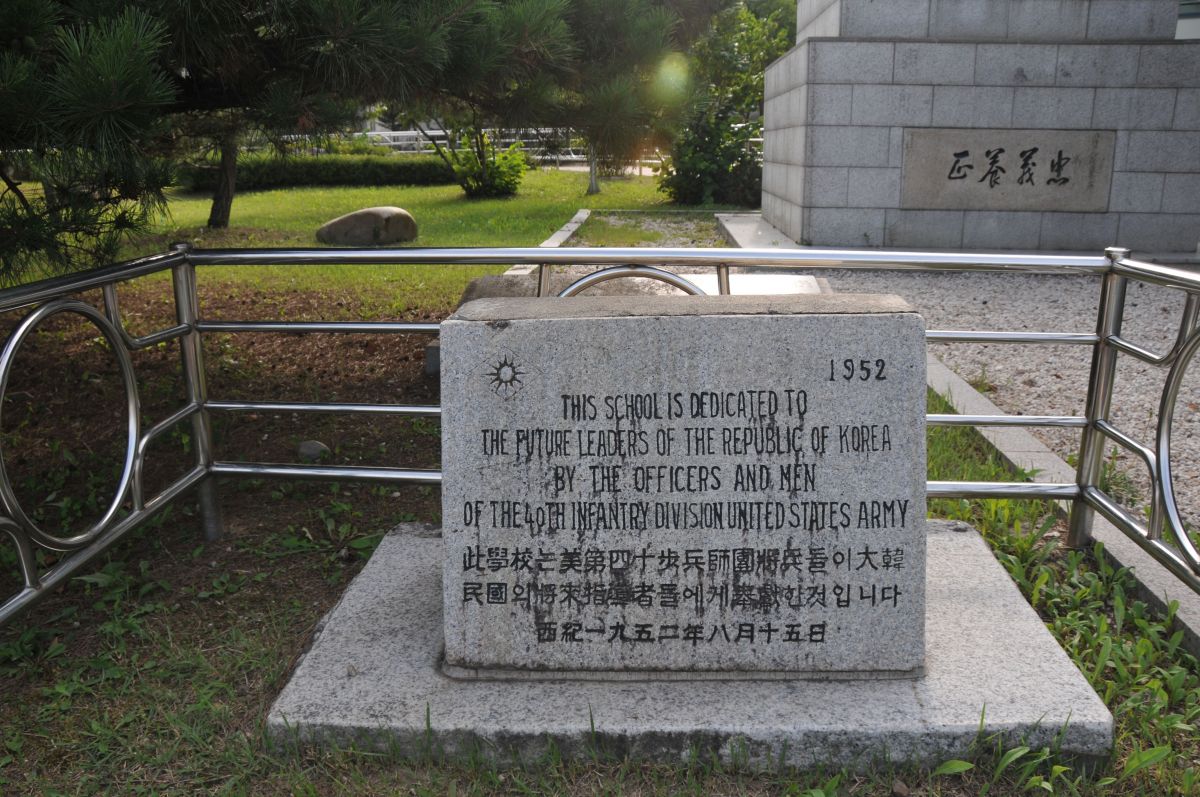 忠義養正
1952
THIS SCHOOL IS DEDICATED TO
THE FUTURE LEADERS OF THE REPUBLIC OF KOREA
BY THE OFFICERS AND MEN
OF THE 40TH INFANTRY DIVISION UNITED STATES ARMY
此學校는美第四十步兵師團將兵들이大韓
民國의將來指導者들에게奉獻한것입니다
西紀一九五二年八月十五日